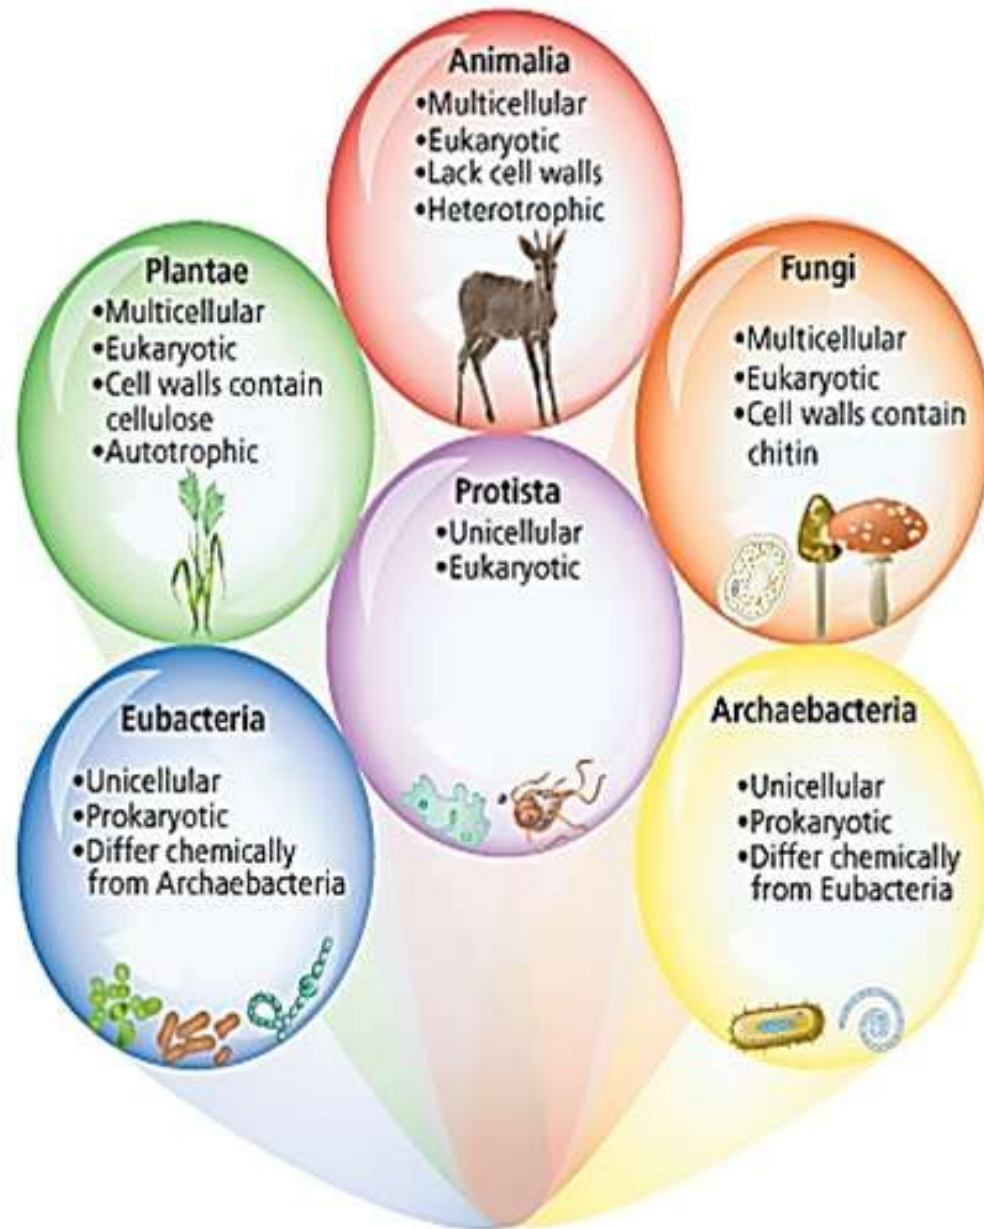 Animalia
•Multicellular
•Eukaryotic
•Lack cell walls
•Heterotrophic
Plantae
•Multicellular
•Eukaryotic
•Cell walls contain
cellulose
•Autotrophic
Fungi
•Multicellular
•Eukaryotic
•Cell walls contain
chitin
Protista
•Unicellular
•Eukaryotic
Eubacteria
•Unicellular
•Prokaryotic
•Differ chemically
from Archaebacteria
Archaebacteria
•Unicellular
•Prokaryotic
•Differ chemically
from Eubacteria